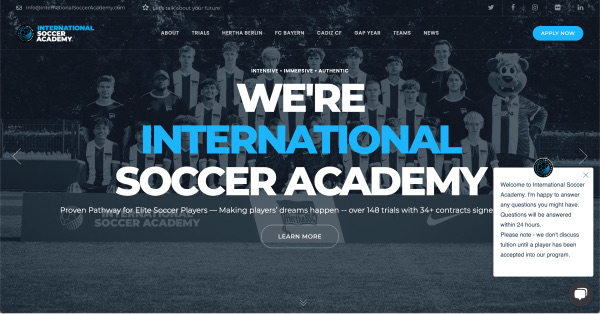 Info@InternationalSoccerAcademy.com
Let's talk about your future!
INTERNATIONAL
SOCCER
ACADEMY
ABOUT TRIALS HERTHA BERLIN FC BAYERN CADIZ CF GAP YEAR TEAMS NEWS
APPLY NOW
INTENSIVE • IMMERSIVE • AUTHENTIC
WE'RE
INTERNATIONAL
SOCCER ACADEMY
Proven Pathway for Elite Soccer Players — Making players' dreams happen -- over 148 trials with 34+ contracts signe
LEARN MORE
INTERNATIONAL
SOCCER ACADEMY
Welcome to International Soccer
Academy. I'm happy to answer
any questions you might have.
Questions will be answered
within 24 hours.
Please note - we don't discuss
tuition until a player has been
accepted into our program.